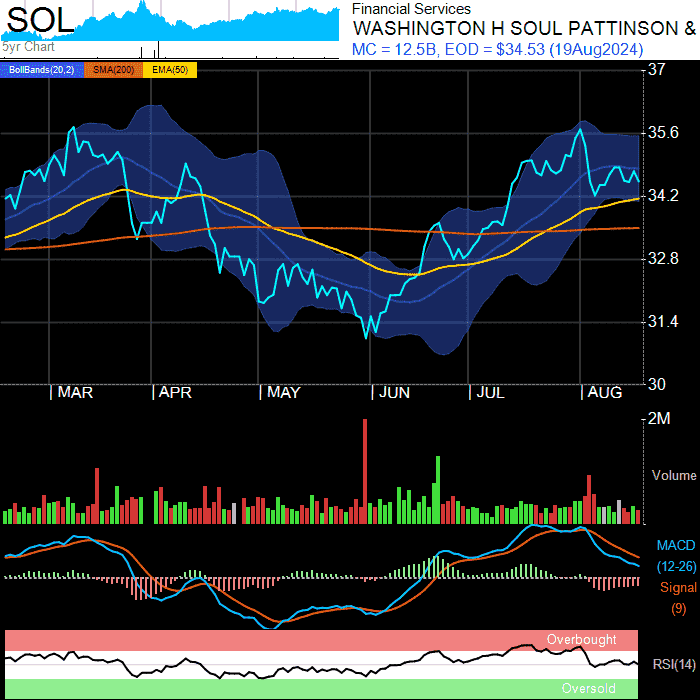 SOL
5yr Chart
Financial Services
WASHINGTON H SOUL PATTINSON &
MC = 12.5B, EOD = $34.53 (19Aug2024)
BollBands(20,2) SMA(200) EMA(50)
37
35.6
34.2
32.8
31.4
30
MAR APR MAY JUN JUL AUG
2M
Volume
MACD
(12-26)
Signal
(9)
Overbought
RSI(14)
Oversold